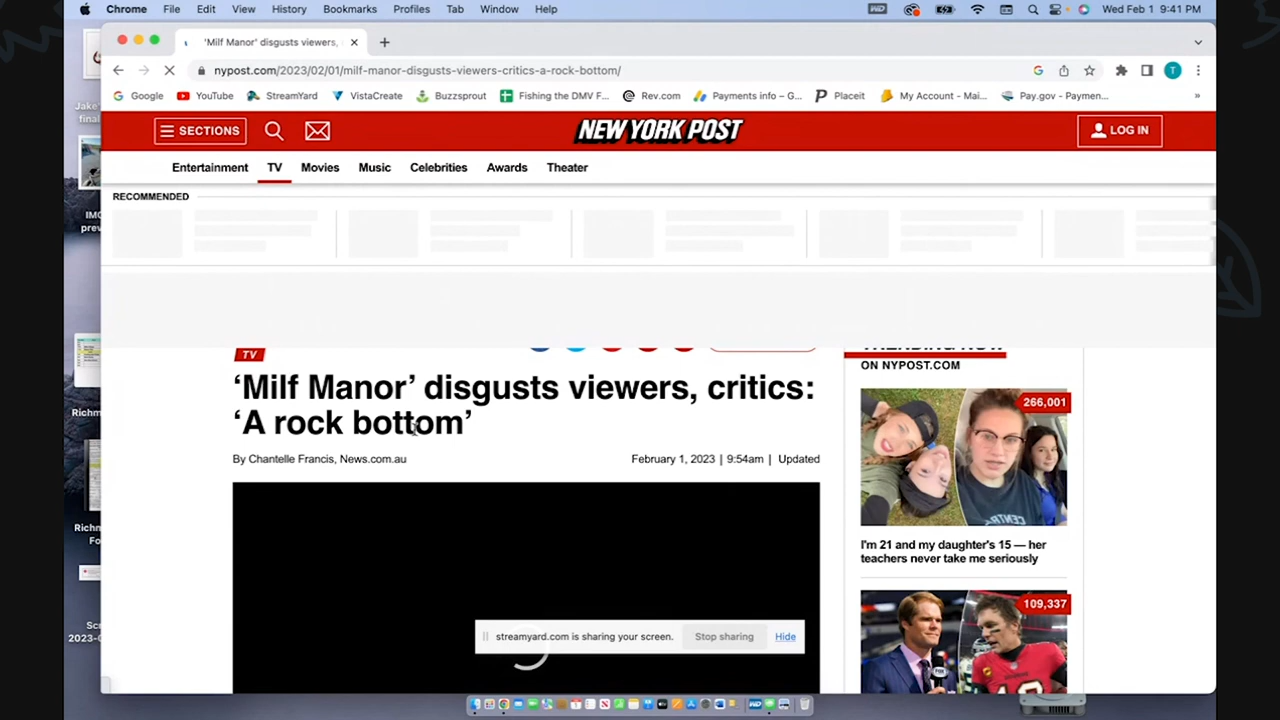 Chrome File Edit View History Bookmarks Profiles Tab Window Help
Wed Feb 1 9:41 PM
'Milf Manor' disgusts viewers,
nypost.com/2023/02/01/milf-manor-disgusts-viewers-critics-a-rock-bottom/
Google YouTube StreamYard VistaCreate Buzzsprout Fishing the DMV F... Rev.com Payments info – G... Placeit My Account - Mai... Pay.gov - Paymen... »
SECTIONS
NEW YORK POST
LOG IN
Entertainment TV Movies Music Celebrities Awards Theater
RECOMMENDED
TV
ON NYPOST.COM
'Milf Manor' disgusts viewers, critics:
'A rock bottom'
By Chantelle Francis, News.com.au
February 1, 2023 | 9:54am | Updated
266,001
I'm 21 and my daughter's 15 — her
teachers never take me seriously
109,337
streamyard.com is sharing your screen. Stop sharing Hide